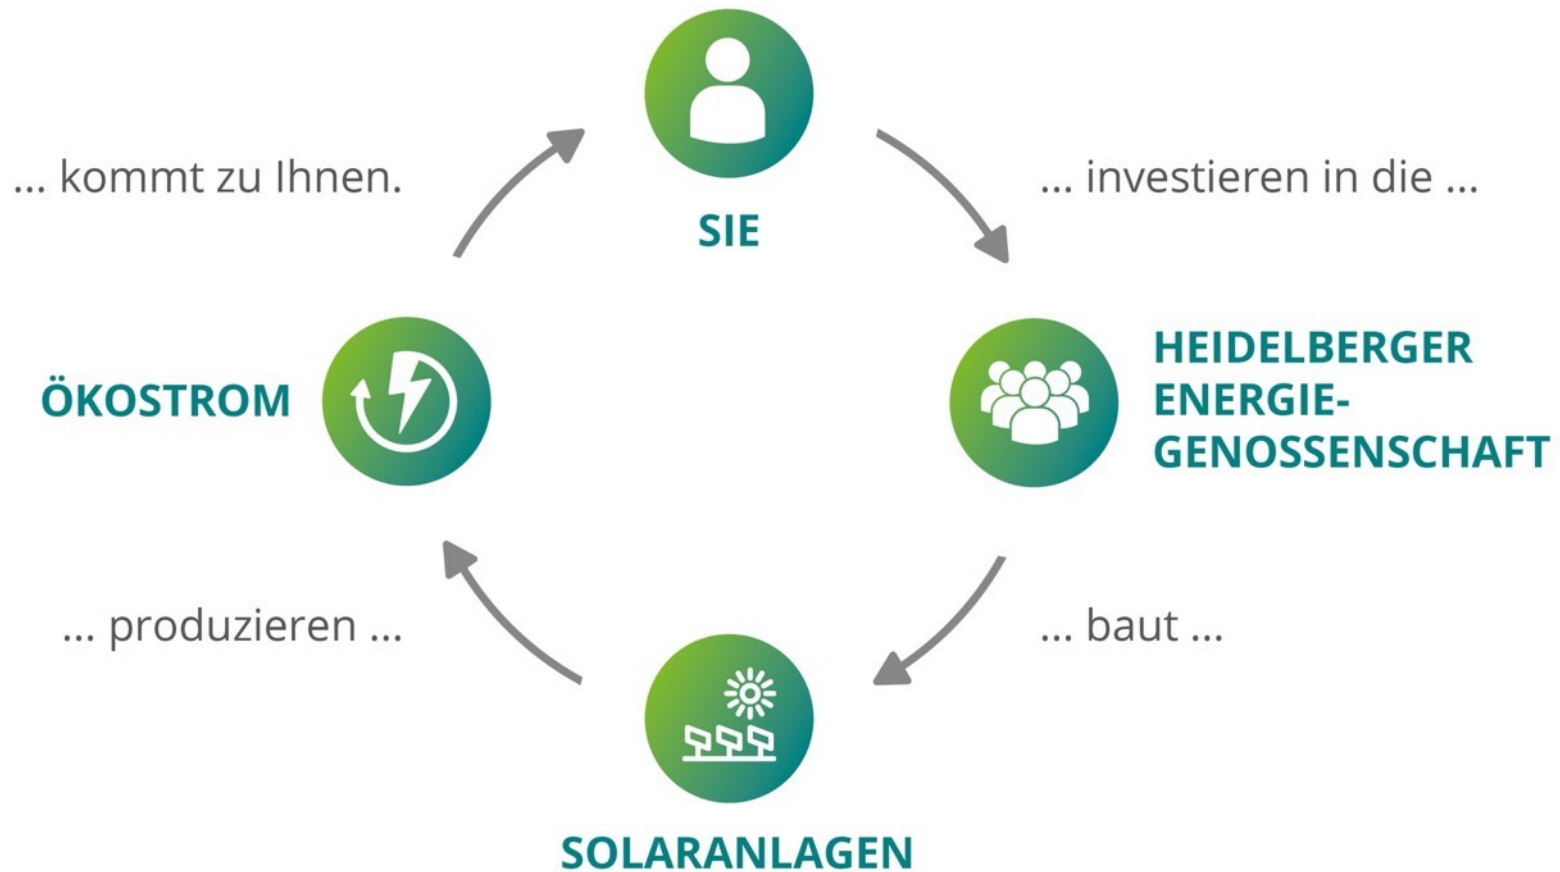 SIE
... investieren in die ...
HEIDELBERGER
ENERGIE-
GENOSSENSCHAFT
... baut ...
SOLARANLAGEN
... produzieren ...
ÖKOSTROM
... kommt zu Ihnen.